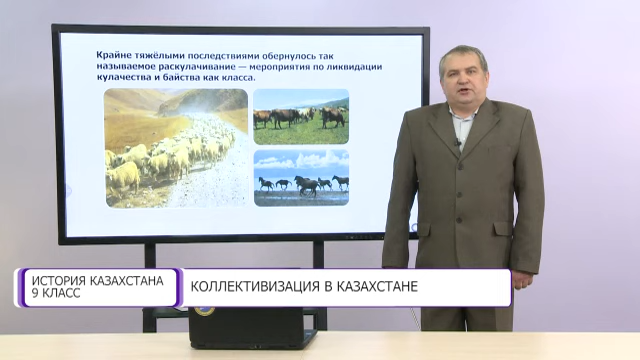 Крайне тяжёлыми последствиями обернулось так
называемое раскулачивание — мероприятия по ликвидации
кулачества и байства как класса.
ИСТОРИЯ КАЗАХСТАНА
9 КЛАСС
КОЛЛЕКТИВИЗАЦИЯ В КАЗАХСТАНЕ